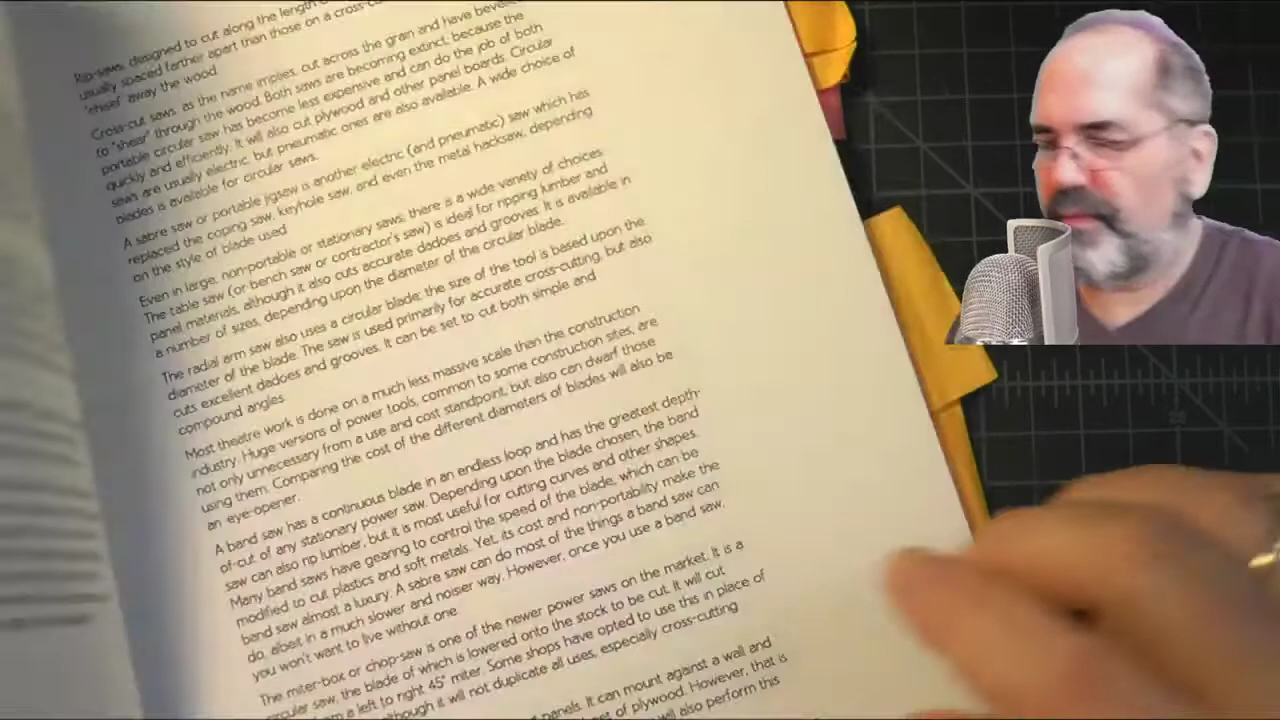 Rip-saws, designed to cut along the length
usually spaced farther apart than those on a cross-cut
"chisel" away the wood.
Cross-cut saws, as the name implies, cut across the grain and have beveled
to "shear" through the wood. Both saws are becoming extinct, because the
portable circular saw has become less expensive and can do the job of both
quickly and efficiently. It will also cut plywood and other panel boards. Circular
saws are usually electric, but pneumatic ones are also available. A wide choice of
blades is available for circular saws.
A sabre saw or portable jigsaw is another electric (and pneumatic) saw which has
replaced the coping saw, keyhole saw, and even the metal hacksaw, depending
on the style of blade used.
Even in large, non-portable or stationary saws, there is a wide variety of choices.
The table saw (or bench saw or contractor's saw) is ideal for ripping lumber and
panel materials, although it also cuts accurate dadoes and grooves. It is available in
a number of sizes, depending upon the diameter of the circular blade.
The radial arm saw also uses a circular blade; the size of the tool is based upon the
diameter of the blade. The saw is used primarily for accurate cross-cutting, but also
cuts excellent dadoes and grooves. It can be set to cut both simple and
compound angles.
Most theatre work is done on a much less massive scale than the construction
industry. Huge versions of power tools, common to some construction sites, are
not only unnecessary from a use and cost standpoint, but also can dwarf those
using them. Comparing the cost of the different diameters of blades will also be
an eye-opener.
A band saw has a continuous blade in an endless loop and has the greatest depth-
of-cut of any stationary power saw. Depending upon the blade chosen, the band
saw can also rip lumber, but it is most useful for cutting curves and other shapes.
Many band saws have gearing to control the speed of the blade, which can be
modified to cut plastics and soft metals. Yet, its cost and non-portability make the
band saw almost a luxury. A sabre saw can do most of the things a band saw can
do, albeit in a much slower and noisier way. However, once you use a band saw,
you won't want to live without one.
The miter-box or chop-saw is one of the newer power saws on the market. It is a
circular saw, the blade of which is lowered onto the stock to be cut. It will cut
from a left to right 45° miter. Some shops have opted to use this in place of
although it will not duplicate all uses, especially cross-cutting
panels. It can mount against a wall and
sheet of plywood. However, that is
will also perform this